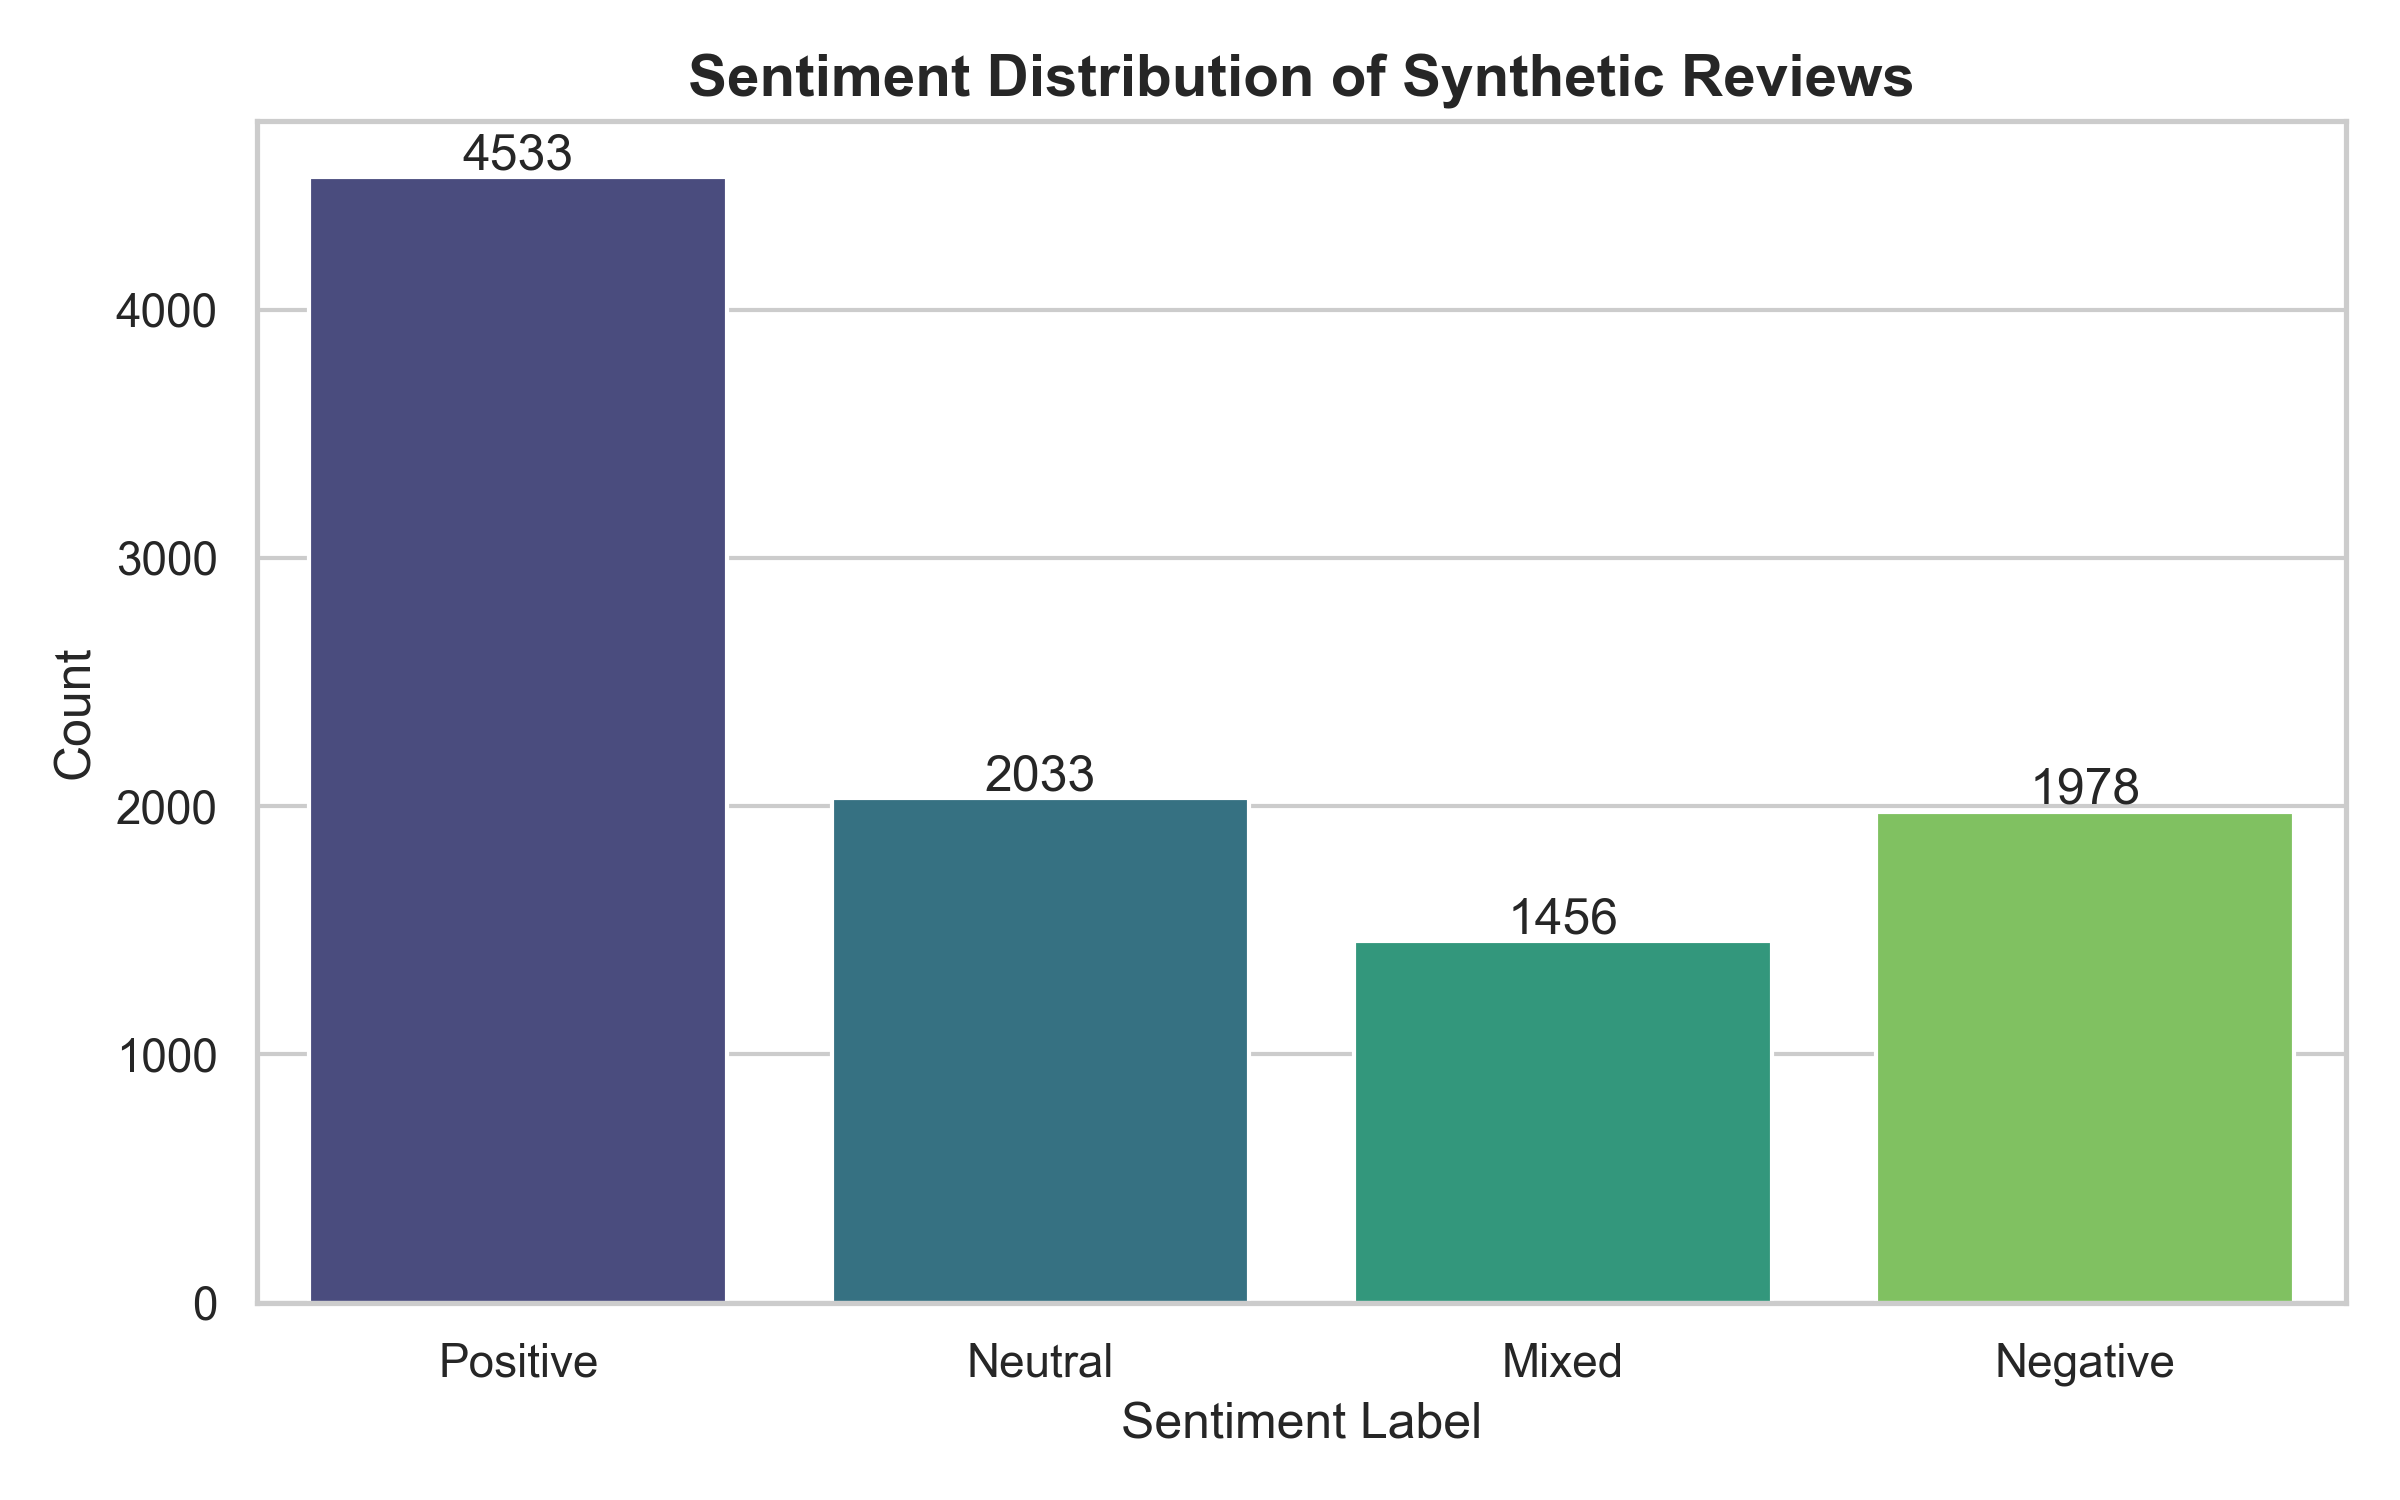 Sentiment Distribution of Synthetic Reviews
4533
2033
1456
1978
4000
3000
2000
1000
0
Count
Positive
Neutral
Mixed
Negative
Sentiment Label